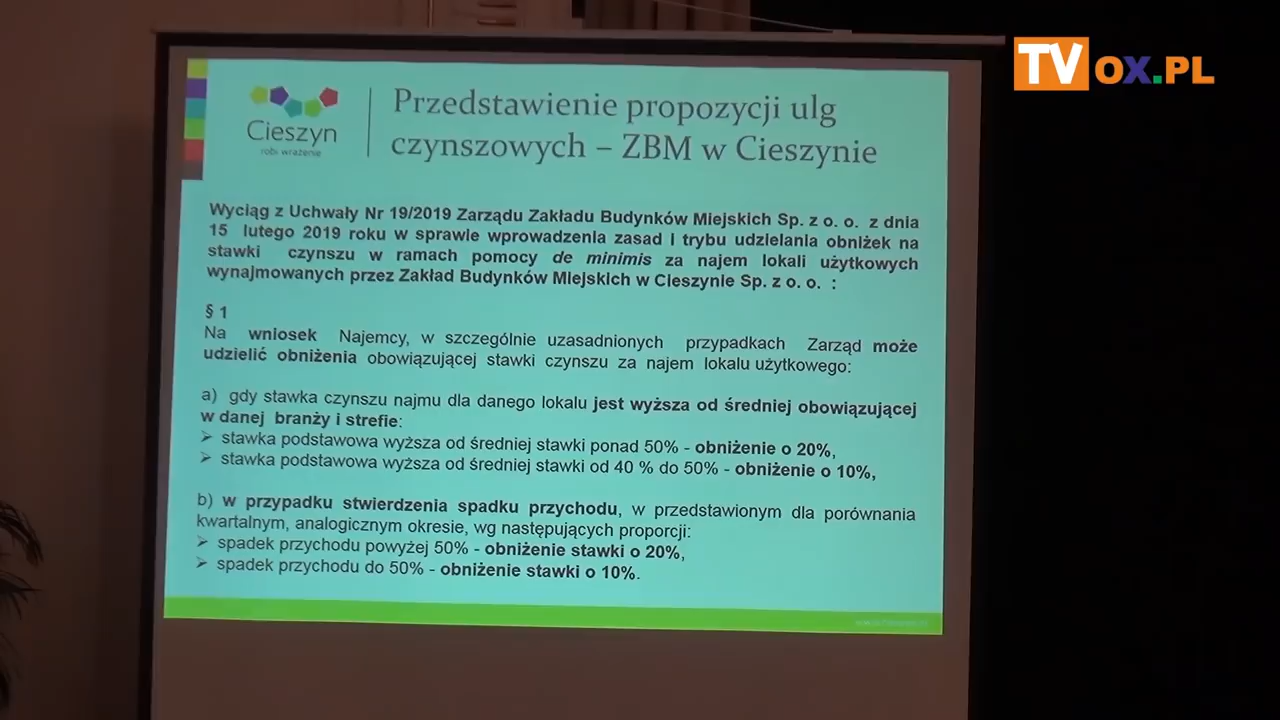 TVOX.PL
Cieszyn
robi wrażenie
Przedstawienie propozycji ulg
czynszowych – ZBM w Cieszynie
Wyciąg z Uchwały Nr 19/2019 Zarządu Zakładu Budynków Miejskich Sp. z o. o. z dnia
15 lutego 2019 roku w sprawie wprowadzenia zasad i trybu udzielania obniżek na
stawki czynszu w ramach pomocy de minimis za najem lokali użytkowych
wynajmowanych przez Zakład Budynków Miejskich w Cieszynie Sp. z o. o. :
§ 1
Na wniosek Najemcy, w szczególnie uzasadnionych przypadkach Zarząd może
udzielić obniżenia obowiązującej stawki czynszu za najem lokalu użytkowego:
a) gdy stawka czynszu najmu dla danego lokalu jest wyższa od średniej obowiązującej
w danej branży i strefie:
➢ stawka podstawowa wyższa od średniej stawki ponad 50% - obniżenie o 20%,
➢ stawka podstawowa wyższa od średniej stawki od 40 % do 50% - obniżenie o 10%,
b) w przypadku stwierdzenia spadku przychodu, w przedstawionym dla porównania
kwartalnym, analogicznym okresie, wg następujących proporcji:
➢ spadek przychodu powyżej 50% - obniżenie stawki o 20%,
➢ spadek przychodu do 50% - obniżenie stawki o 10%.